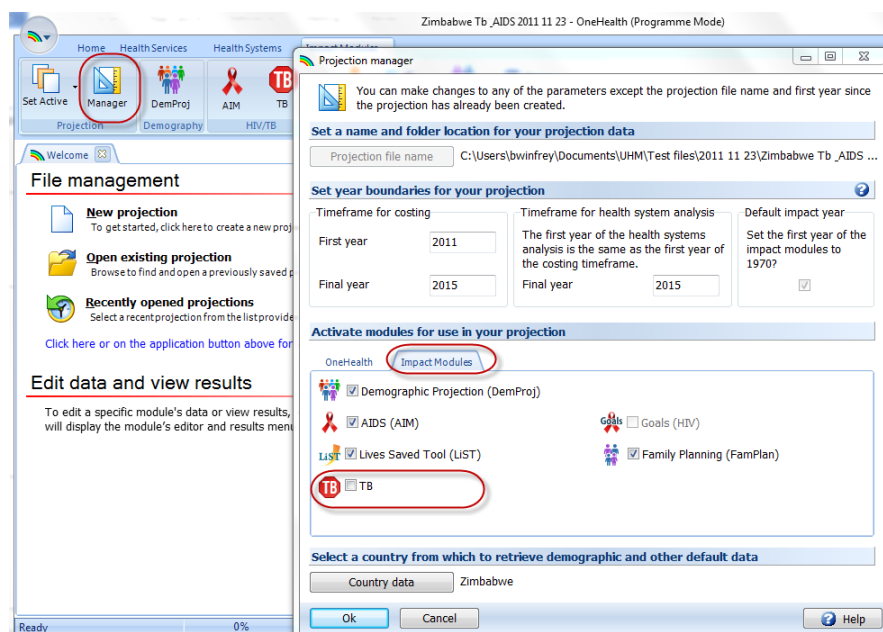 Zimbabwe Tb _AIDS 2011 11 23 - OneHealth (Programme Mode)
Home Health Services Health Systems
Set Active Manager DemProj AIM TB
Projection Demography HIV/TB
Welcome
File management
New projection
To get started, click here to create a new proj
Open existing projection
Browse to find and open a previously saved p
Recently opened projections
Select a recent projection from the list provide
Click here or on the application button above for
Edit data and view results
To edit a specific module's data or view results,
will display the module's editor and results menu
Ready 0%
Projection manager
You can make changes to any of the parameters except the projection file name and first year since
the projection has already been created.
Set a name and folder location for your projection data
Projection file name C:\Users\bwinfrey\Documents\UHM\Test files\2011 11 23\Zimbabwe Tb _AIDS ...
Set year boundaries for your projection
Timeframe for costing
First year 2011
Final year 2015
Timeframe for health system analysis
The first year of the health systems
analysis is the same as the first year of
the costing timeframe.
Final year 2015
Default impact year
Set the first year of the
impact modules to
1970?
Activate modules for use in your projection
OneHealth Impact Modules
Demographic Projection (DemProj)
AIDS (AIM) Goals Goals (HIV)
LiST Lives Saved Tool (LiST) Family Planning (FamPlan)
TB TB
Select a country from which to retrieve demographic and other default data
Country data Zimbabwe
Ok Cancel Help